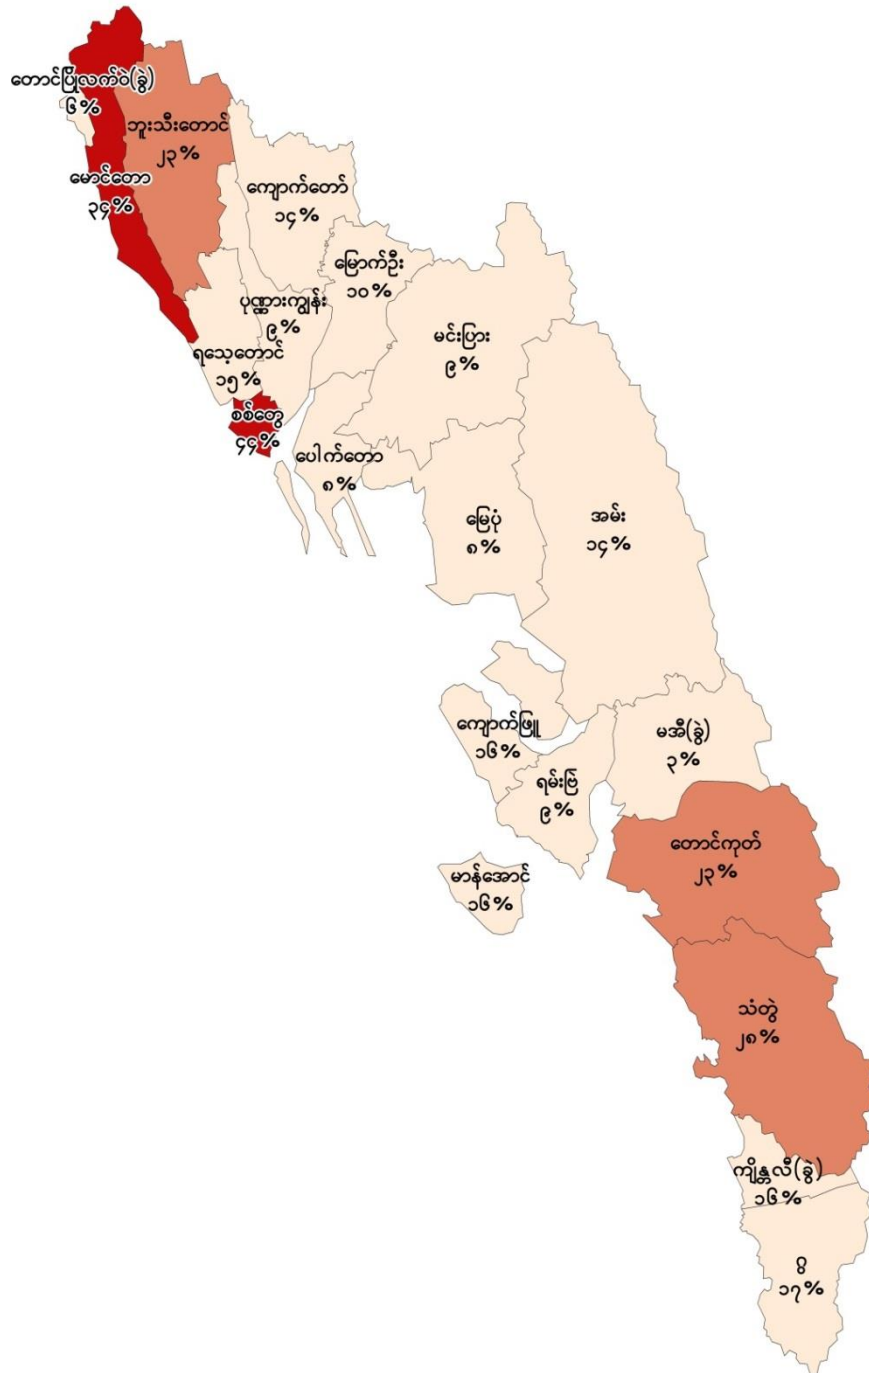 တောင်ပြိုလက်ဝဲ(ခွဲ)
၆%
ဘူးသီးတောင်
၂၃%
မောင်တော
၃၄%
ကျောက်တော်
၁၄%
မြောက်ဦး
၁၀%
ပုဏ္ဏားကျွန်း
၉%
မင်းပြား
၉%
ရသေ့တောင်
၁၅%
စစ်တွေ
၄၄%
ပေါက်တော
၈%
မြေပုံ
၈%
အမ်း
၁၄%
ကျောက်ဖြူ
၁၆%
မအီ(ခွဲ)
၃%
ရမ်းဗြဲ
၉%
တောင်ကုတ်
၂၃%
မာန်အောင်
၁၆%
သံတွဲ
၂၈%
ကျိန္တလီ(ခွဲ)
၁၆%
ဂွ
၁၇%